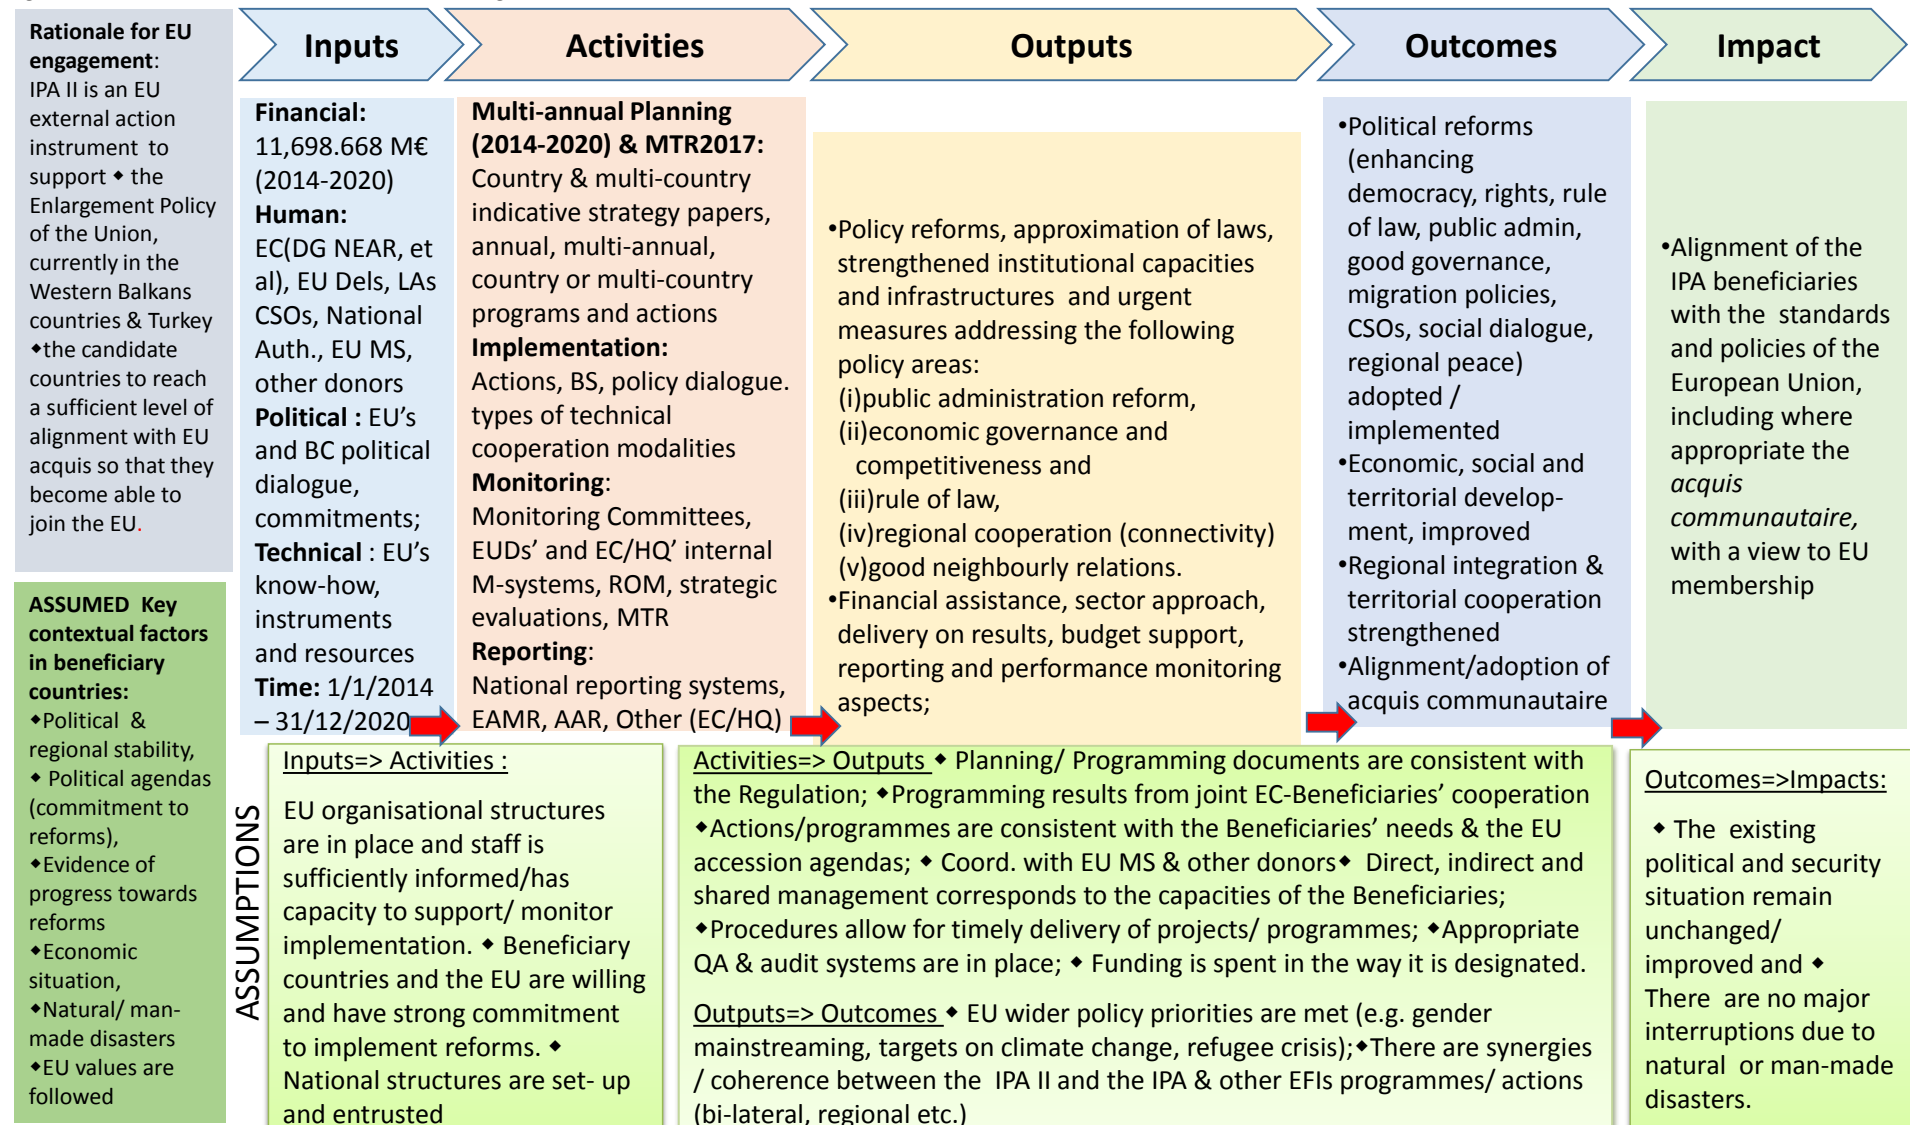 Rationale for EU
engagement:
IPA II is an EU
external action
instrument to
support ◆ the
Enlargement Policy
of the Union,
currently in the
Western Balkans
countries & Turkey
◆the candidate
countries to reach
a sufficient level of
alignment with EU
acquis so that they
become able to
join the EU.
ASSUMED Key
contextual factors
in beneficiary
countries:
◆Political &
regional stability,
◆ Political agendas
(commitment to
reforms),
◆Evidence of
progress towards
reforms
◆Economic
situation,
◆Natural/ man-
made disasters
◆EU values are
followed
Inputs
Financial:
11,698.668 M€
(2014-2020)
Human:
EC(DG NEAR, et
al), EU Dels, LAs
CSOs, National
Auth., EU MS,
other donors
Political : EU's
and BC political
dialogue,
commitments;
Technical : EU's
know-how,
instruments
and resources
Time: 1/1/2014
– 31/12/2020
Activities
Multi-annual Planning
(2014-2020) & MTR2017:
Country & multi-country
indicative strategy papers,
annual, multi-annual,
country or multi-country
programs and actions
Implementation:
Actions, BS, policy dialogue.
types of technical
cooperation modalities
Monitoring:
Monitoring Committees,
EUDs' and EC/HQ' internal
M-systems, ROM, strategic
evaluations, MTR
Reporting:
National reporting systems,
EAMR, AAR, Other (EC/HQ)
Outputs
•Policy reforms, approximation of laws,
strengthened institutional capacities
and infrastructures and urgent
measures addressing the following
policy areas:
(i)public administration reform,
(ii)economic governance and
competitiveness and
(iii)rule of law,
(iv)regional cooperation (connectivity)
(v)good neighbourly relations.
•Financial assistance, sector approach,
delivery on results, budget support,
reporting and performance monitoring
aspects;
Outcomes
•Political reforms
(enhancing
democracy, rights, rule
of law, public admin,
good governance,
migration policies,
CSOs, social dialogue,
regional peace)
adopted /
implemented
•Economic, social and
territorial develop-
ment, improved
•Regional integration &
territorial cooperation
strengthened
•Alignment/adoption of
acquis communautaire
Impact
•Alignment of the
IPA beneficiaries
with the standards
and policies of the
European Union,
including where
appropriate the
acquis
communautaire,
with a view to EU
membership
ASSUMPTIONS
Inputs=> Activities :
EU organisational structures
are in place and staff is
sufficiently informed/has
capacity to support/ monitor
implementation. ◆ Beneficiary
countries and the EU are willing
and have strong commitment
to implement reforms. ◆
National structures are set- up
and entrusted
Activities=> Outputs ◆ Planning/ Programming documents are consistent with
the Regulation; ◆Programming results from joint EC-Beneficiaries' cooperation
◆Actions/programmes are consistent with the Beneficiaries' needs & the EU
accession agendas; ◆ Coord. with EU MS & other donors◆ Direct, indirect and
shared management corresponds to the capacities of the Beneficiaries;
◆Procedures allow for timely delivery of projects/ programmes; ◆Appropriate
QA & audit systems are in place; ◆ Funding is spent in the way it is designated.
Outputs=> Outcomes ◆ EU wider policy priorities are met (e.g. gender
mainstreaming, targets on climate change, refugee crisis);◆There are synergies
/ coherence between the IPA II and the IPA & other EFIs programmes/ actions
(bi-lateral, regional etc.)
Outcomes=>Impacts:
◆ The existing
political and security
situation remain
unchanged/
improved and ◆
There are no major
interruptions due to
natural or man-made
disasters.